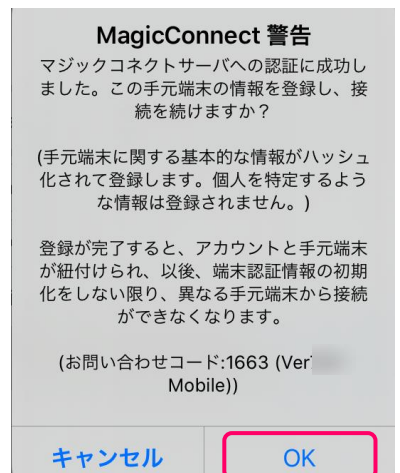 MagicConnect 警告
マジックコネクトサーバへの認証に成功し
ました。この手元端末の情報を登録し、接
続を続けますか？
(手元端末に関する基本的な情報がハッシュ
化されて登録します。個人を特定するよう
な情報は登録されません。)
登録が完了すると、アカウントと手元端末
が紐付けられ、以後、端末認証情報の初期
化をしない限り、異なる手元端末から接続
ができなくなります。
(お問い合わせコード:1663 (Ver
Mobile))
キャンセル
OK